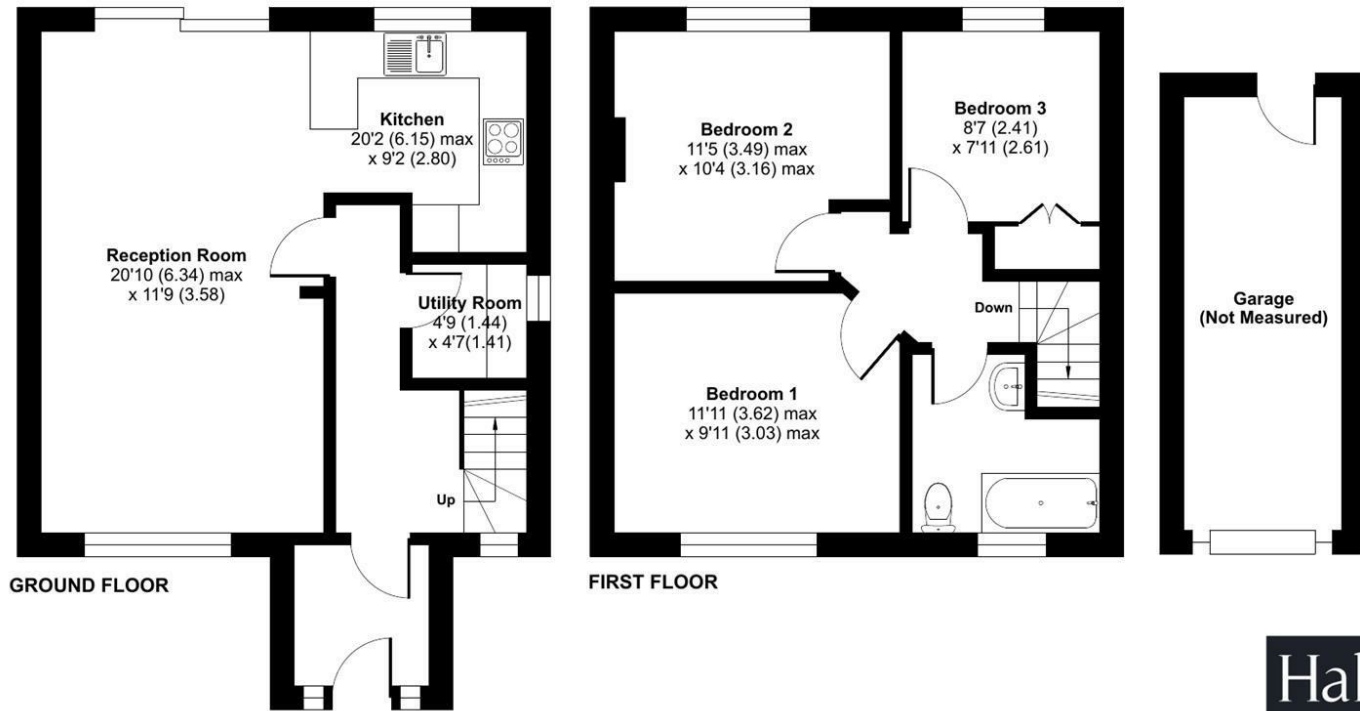 Kitchen
20'2 (6.15) max
x 9'2 (2.80)
Reception Room
20'10 (6.34) max
x 11'9 (3.58)
Utility Room
4'9 (1.44)
x 4'7(1.41)
Up
GROUND FLOOR
Bedroom 2
11'5 (3.49) max
x 10'4 (3.16) max
Bedroom 3
8'7 (2.41)
x 7'11 (2.61)
Down
Bedroom 1
11'11 (3.62) max
x 9'11 (3.03) max
FIRST FLOOR
Garage
(Not Measured)